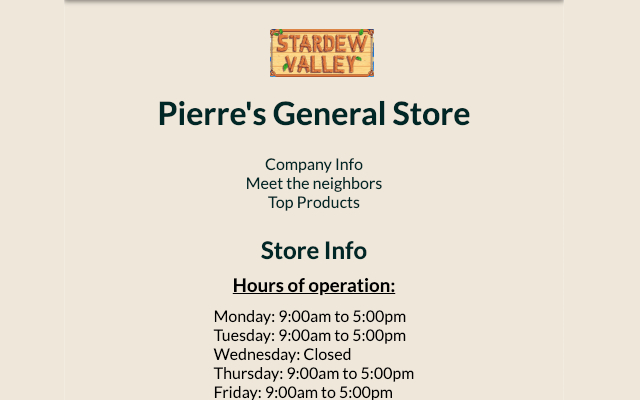 STARDEW
VALLEY
Pierre's General Store
Company Info
Meet the neighbors
Top Products
Store Info
Hours of operation:
Monday: 9:00am to 5:00pm
Tuesday: 9:00am to 5:00pm
Wednesday: Closed
Thursday: 9:00am to 5:00pm
Friday: 9:00am to 5:00pm